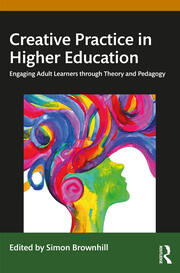 Creative Practice in
Higher Education
Engaging Adult Learners through Theory and Pedagogy
Edited by Simon Brownhill
R
ROUTLEDGE